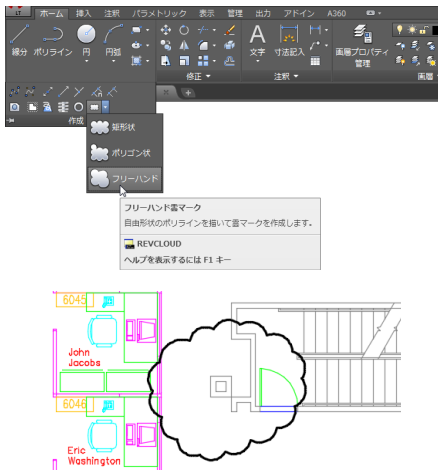 LT
ホーム 挿入 注釈 パラメトリック 表示 管理 出力 アドイン A360
線分 ポリライン 円 円弧 文字 寸法記入 画層プロパティ
管理
修正 注釈 画層
作成
矩形状
ポリゴン状
フリーハンド
フリーハンド雲マーク
自由形状のポリラインを描いて雲マークを作成します。
REVCLOUD
ヘルプを表示するには F1 キー
6045
John
Jacobs
6046
Eric
Washington